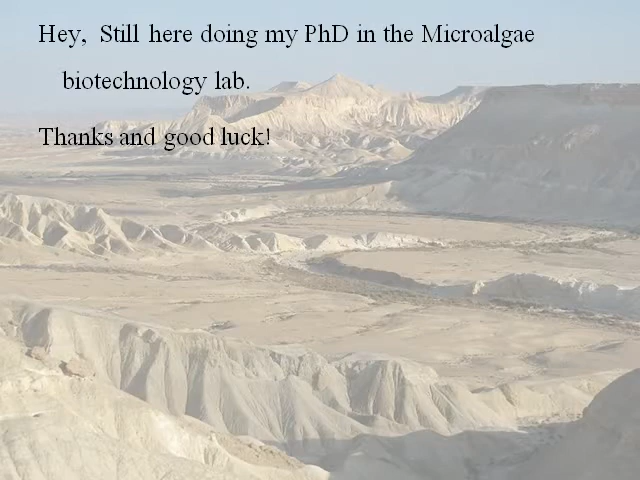 Hey, Still here doing my PhD in the Microalgae
biotechnology lab.
Thanks and good luck!